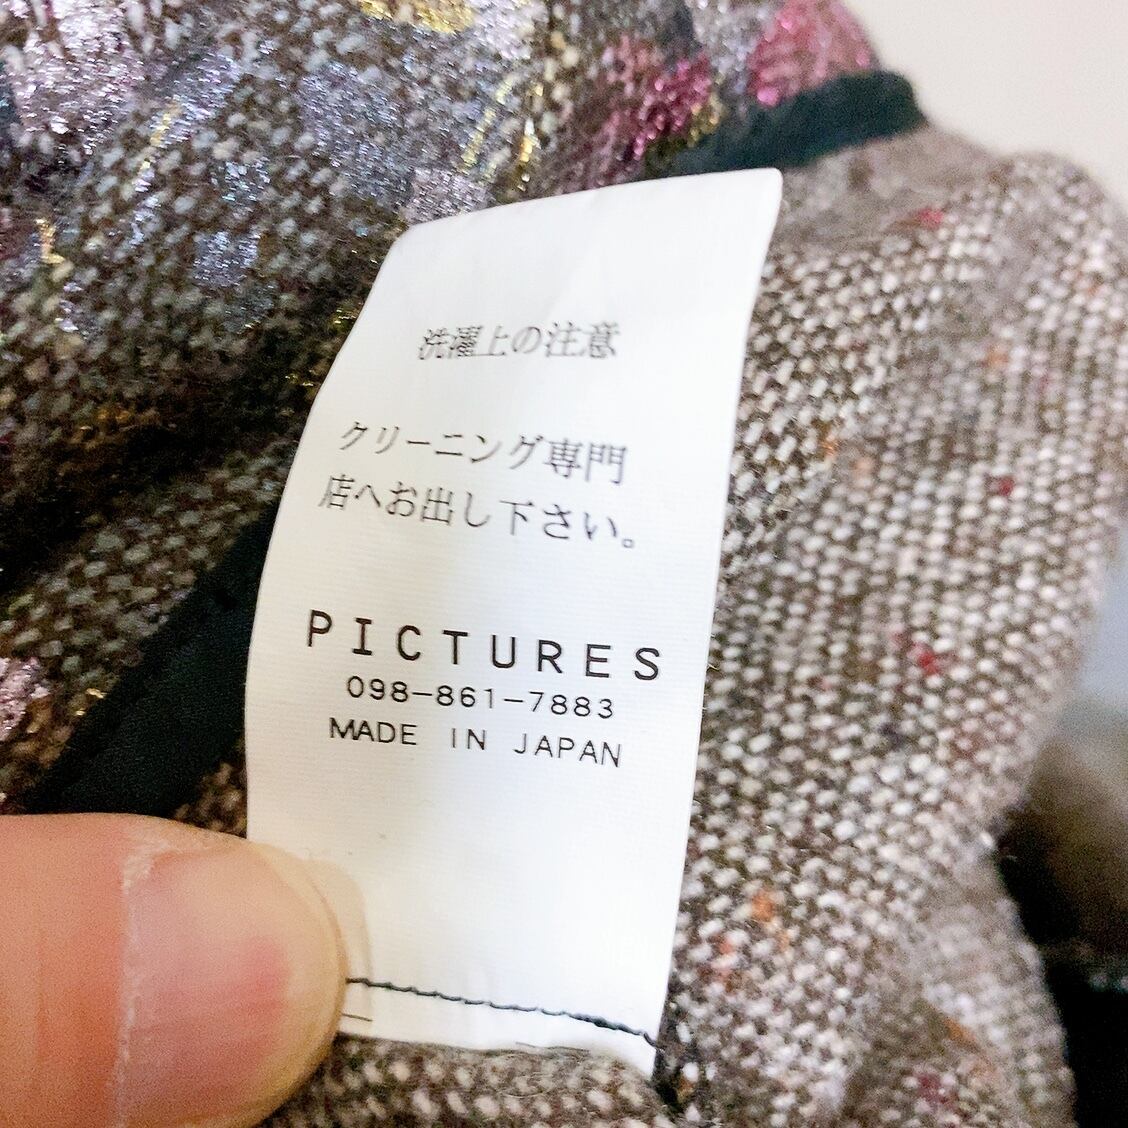 洗濯上の注意
クリーニング専門
店へお出し下さい。
PICTURES
098-861-7883
MADE IN JAPAN